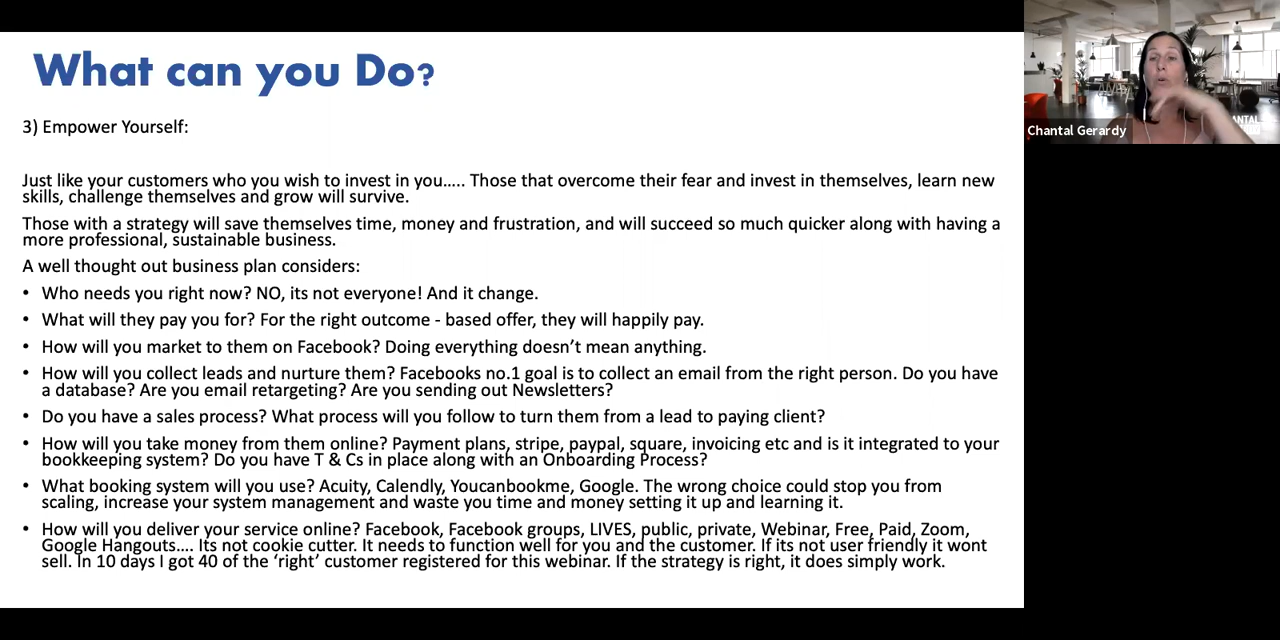 What can you Do?
3) Empower Yourself:
Just like your customers who you wish to invest in you..... Those that overcome their fear and invest in themselves, learn new
skills, challenge themselves and grow will survive.
Those with a strategy will save themselves time, money and frustration, and will succeed so much quicker along with having a
more professional, sustainable business.
A well thought out business plan considers:
• Who needs you right now? NO, its not everyone! And it change.
• What will they pay you for? For the right outcome - based offer, they will happily pay.
• How will you market to them on Facebook? Doing everything doesn't mean anything.
• How will you collect leads and nurture them? Facebooks no.1 goal is to collect an email from the right person. Do you have
a database? Are you email retargeting? Are you sending out Newsletters?
• Do you have a sales process? What process will you follow to turn them from a lead to paying client?
• How will you take money from them online? Payment plans, stripe, paypal, square, invoicing etc and is it integrated to your
bookkeeping system? Do you have T & Cs in place along with an Onboarding Process?
• What booking system will you use? Acuity, Calendly, Youcanbookme, Google. The wrong choice could stop you from
scaling, increase your system management and waste you time and money setting it up and learning it.
• How will you deliver your service online? Facebook, Facebook groups, LIVES, public, private, Webinar, Free, Paid, Zoom,
Google Hangouts.... Its not cookie cutter. It needs to function well for you and the customer. If its not user friendly it wont
sell. In 10 days I got 40 of the 'right' customer registered for this webinar. If the strategy is right, it does simply work.
Chantal Gerardy